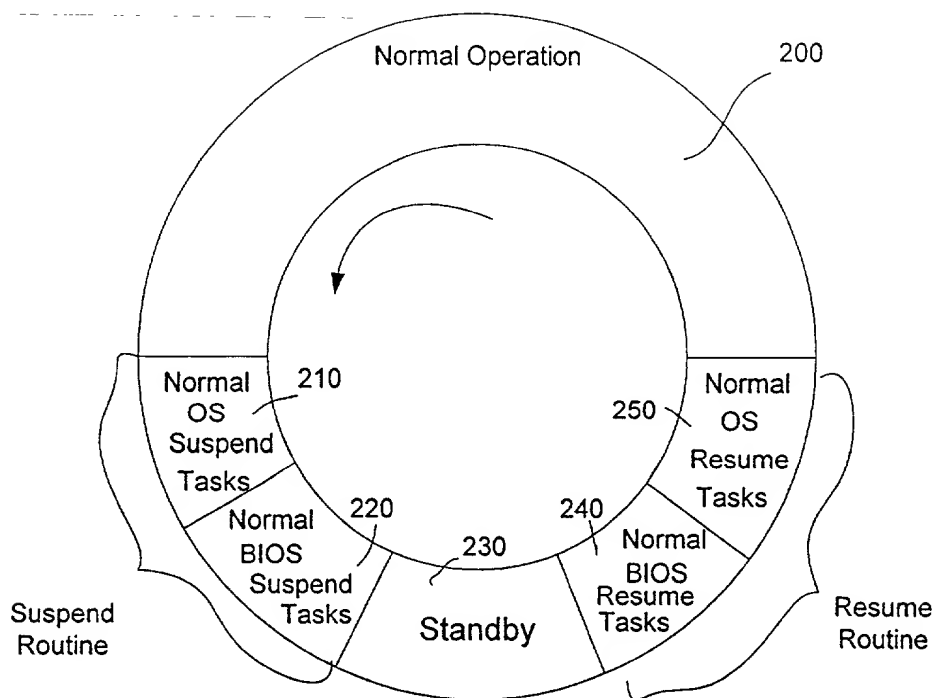 Normal Operation
200
Normal
OS
Suspend
Tasks
210
Normal
BIOS
Suspend
Tasks
220
230
Standby
240
Normal
BIOS
Resume
Tasks
250
Normal
OS
Resume
Tasks
Suspend
Routine
Resume
Routine